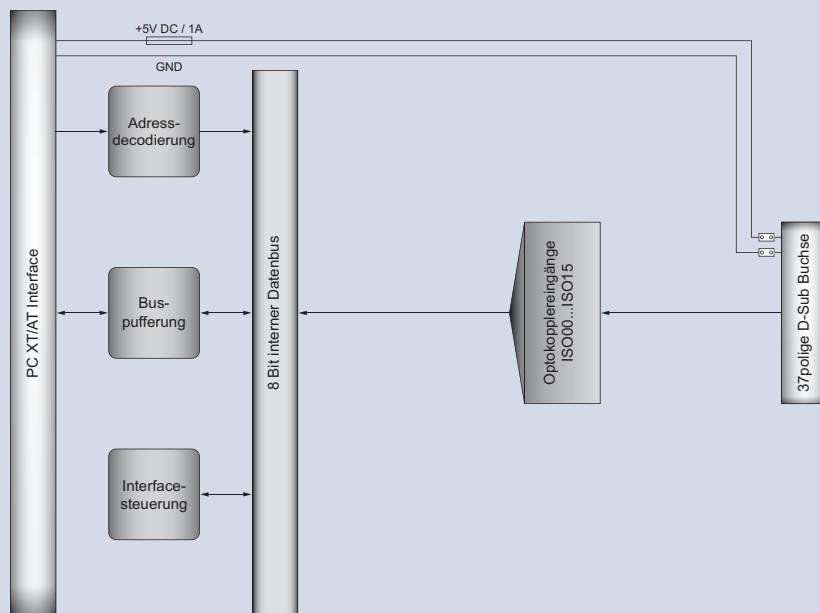 +5V DC / 1A
GND
Adress-
decodierung
PC XT/AT Interface
Bus-
pufferung
8 Bit interner Datenbus
Optokopplereingänge
ISO00...ISO15
37polige D-Sub Buchse
Interface-
steuerung